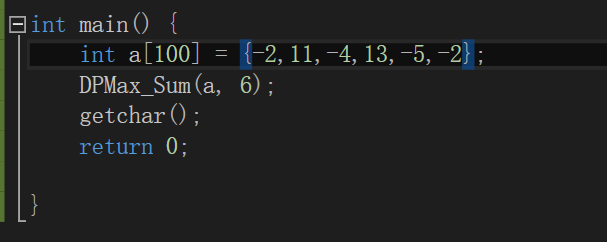 int main() {
int a[100] = {-2,11,-4,13,-5,-2};
DPMax_Sum(a, 6);
getchar();
return 0;
}